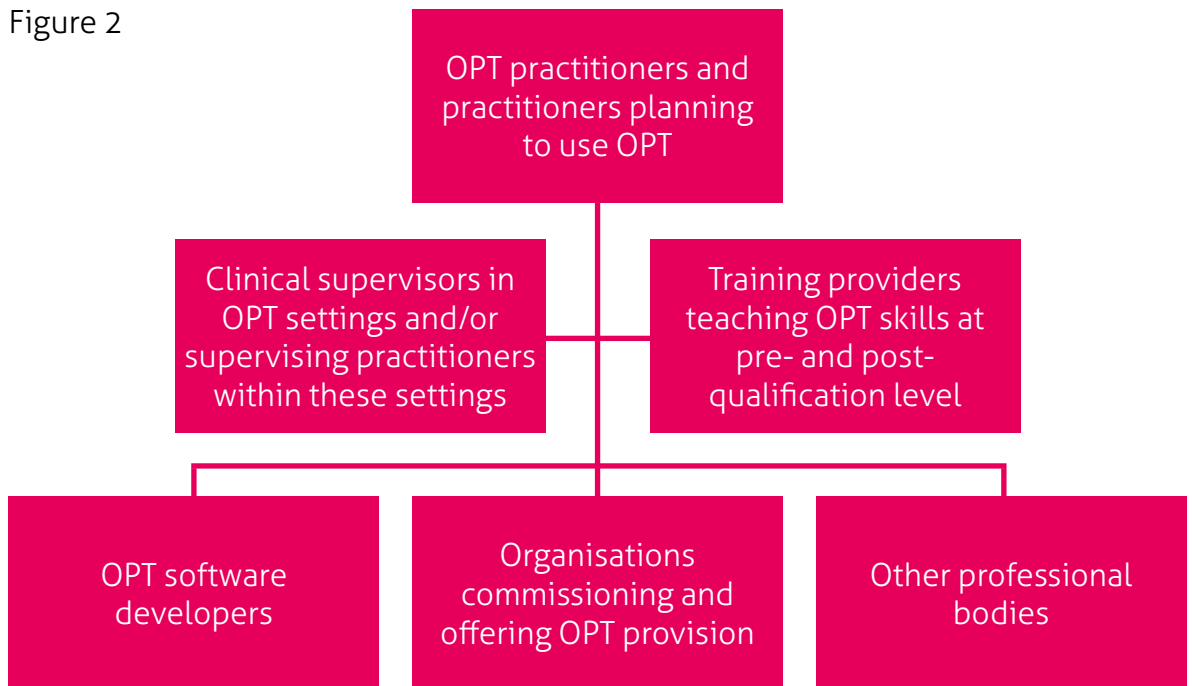 Figure 2
OPT practitioners and
practitioners planning
to use OPT
Clinical supervisors in
OPT settings and/or
supervising practitioners
within these settings
Training providers
teaching OPT skills at
pre- and post-
qualification level
OPT software
developers
Organisations
commissioning and
offering OPT provision
Other professional
bodies